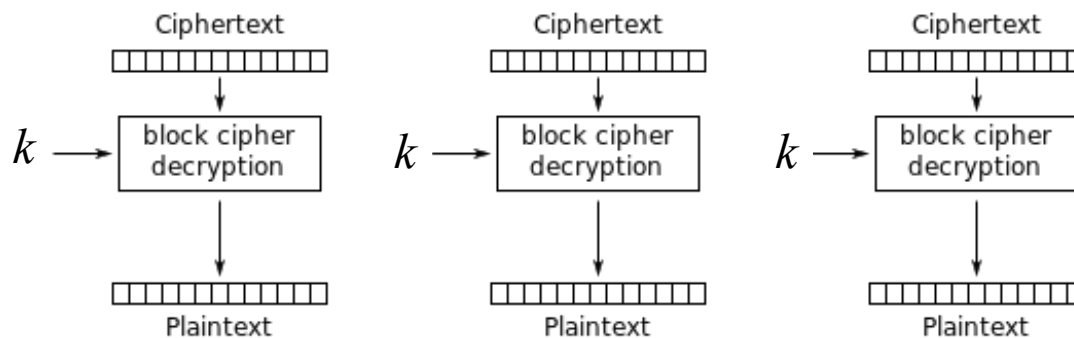 Ciphertext Ciphertext Ciphertext
k block cipher decryption k block cipher decryption k block cipher decryption
Plaintext Plaintext Plaintext